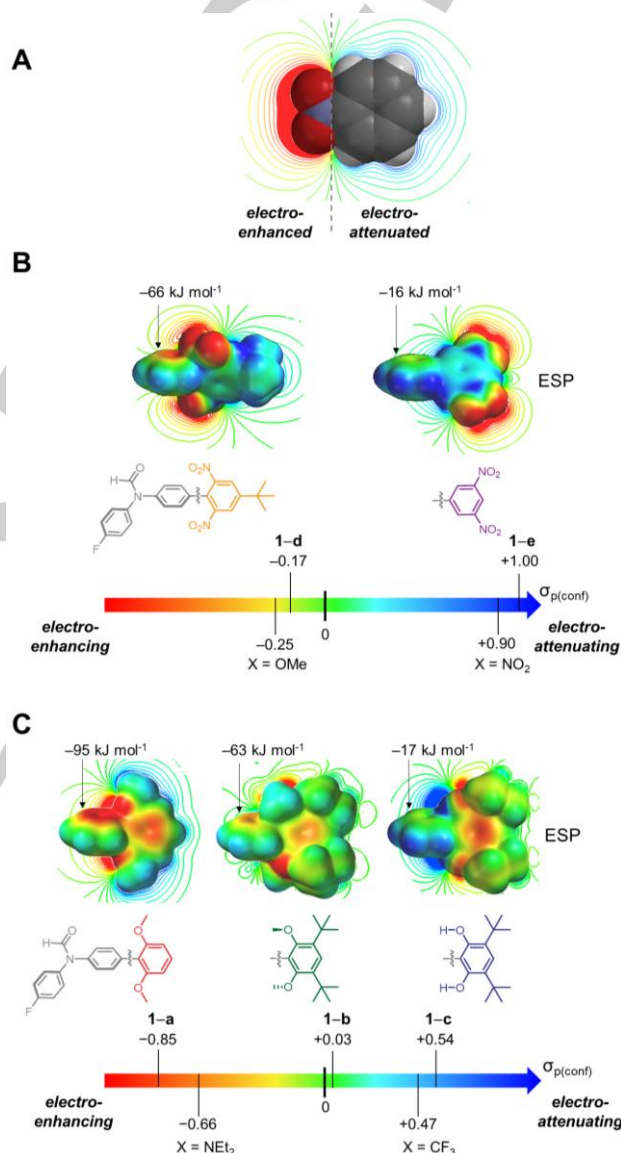 A
electro-
enhanced
electro-
attenuated
B
–66 kJ mol⁻¹
–16 kJ mol⁻¹
ESP
H
O
N
F
O₂N
NO₂
NO₂
NO₂
1–d
–0.17
1–e
+1.00
σp(conf)
electro-
enhancing
–0.25
X = OMe
0
+0.90
X = NO₂
electro-
attenuating
C
–95 kJ mol⁻¹
–63 kJ mol⁻¹
–17 kJ mol⁻¹
ESP
H
O
N
F
O
O
O
O
HO
HO
1–a
–0.85
1–b
+0.03
1–c
+0.54
σp(conf)
electro-
enhancing
–0.66
X = NEt₂
0
+0.47
X = CF₃
electro-
attenuating